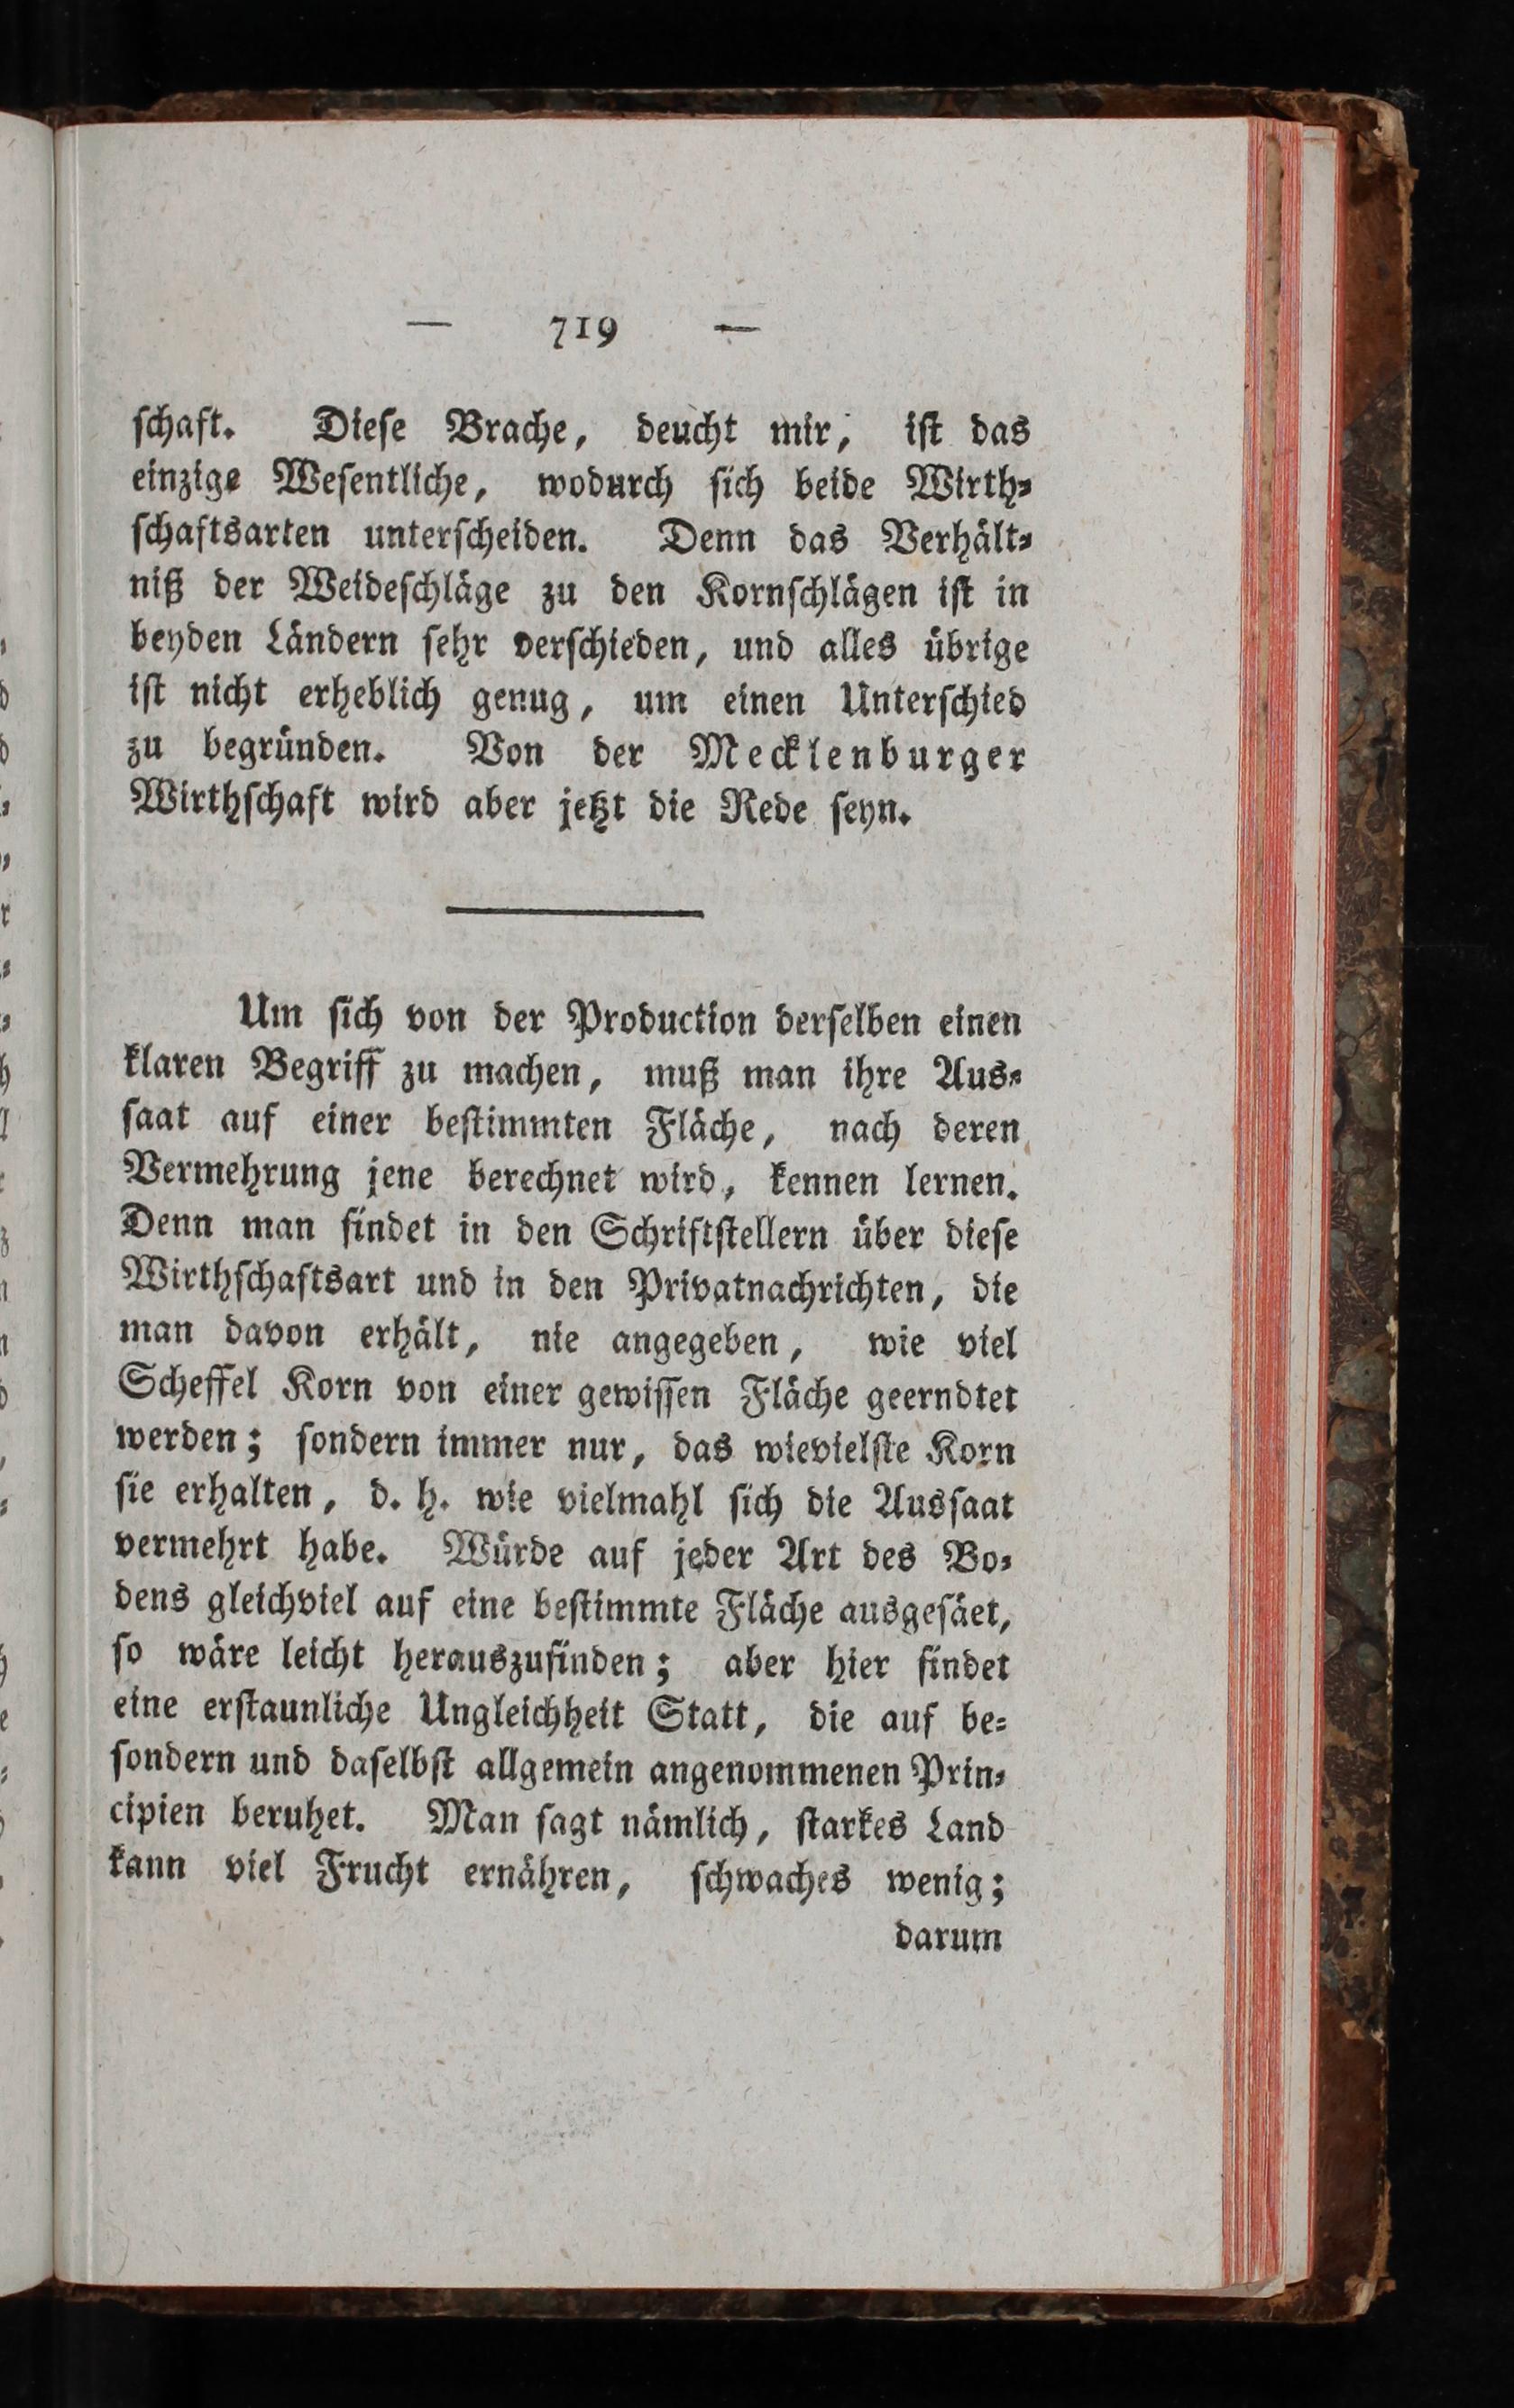 — 719 —
ſchaft. Dieſe Brache, deucht mir, iſt das
einzige Weſentliche, wodurch ſich beide Wirth⸗
ſchaftsarten unterſcheiden. Denn das Verhält⸗
niß der Weideſchläge zu den Kornſchlägen iſt in
beyden Ländern ſehr verſchieden, und alles übrige
iſt nicht erheblich genug, um einen Unterſchied
zu begründen. Von der Mecklenburger
Wirthſchaft wird aber jetzt die Rede ſeyn.
Um ſich von der Production derſelben einen
klaren Begriff zu machen, muß man ihre Aus⸗
ſaat auf einer beſtimmten Fläche, nach deren
Vermehrung jene berechnet wird, kennen lernen.
Denn man findet in den Schriftſtellern über dieſe
Wirthſchaftsart und in den Privatnachrichten, die
man davon erhält, nie angegeben, wie viel
Scheffel Korn von einer gewiſſen Fläche geerndtet
werden; ſondern immer nur, das wievielſte Korn
ſie erhalten, d. h. wie vielmahl ſich die Ausſaat
vermehrt habe. Würde auf jeder Art des Bo⸗
dens gleichviel auf eine beſtimmte Fläche ausgeſäet,
ſo wäre leicht herauszufinden; aber hier findet
eine erſtaunliche Ungleichheit Statt, die auf be⸗
ſondern und daſelbſt allgemein angenommenen Prin⸗
cipien beruhet. Man ſagt nämlich, ſtarkes Land
kann viel Frucht ernähren, ſchwaches wenig;
darum